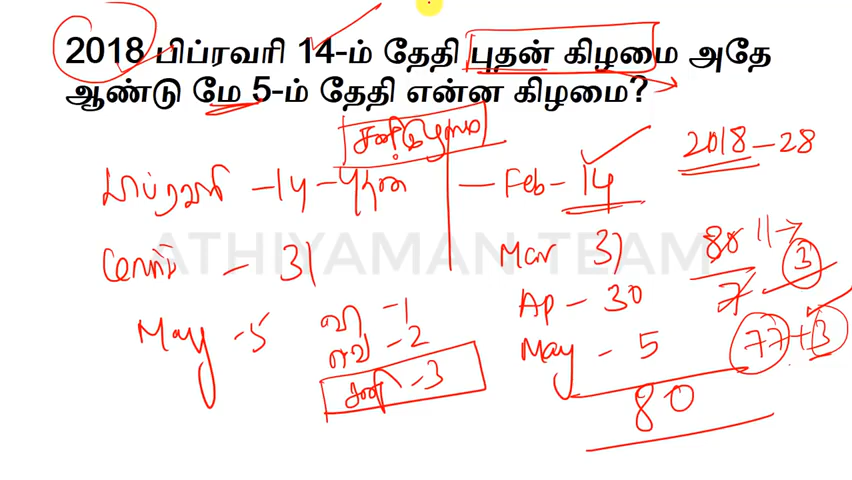 2018 பிப்ரவரி 14-ம் தேதி புதன் கிழமை அதே
ஆண்டு மே 5-ம் தேதி என்ன கிழமை?
சனிகிழமை
2018 - 28
பிப்ரவரி - 14 - புதன்
- Feb - 14
ATHIYAMAN TEAM
- 31
Mar 31
80 11 →
7 3
Ap - 30
May - 5
வி - 1
வெ - 2
சனி - 3
May - 5
77 + 3
80